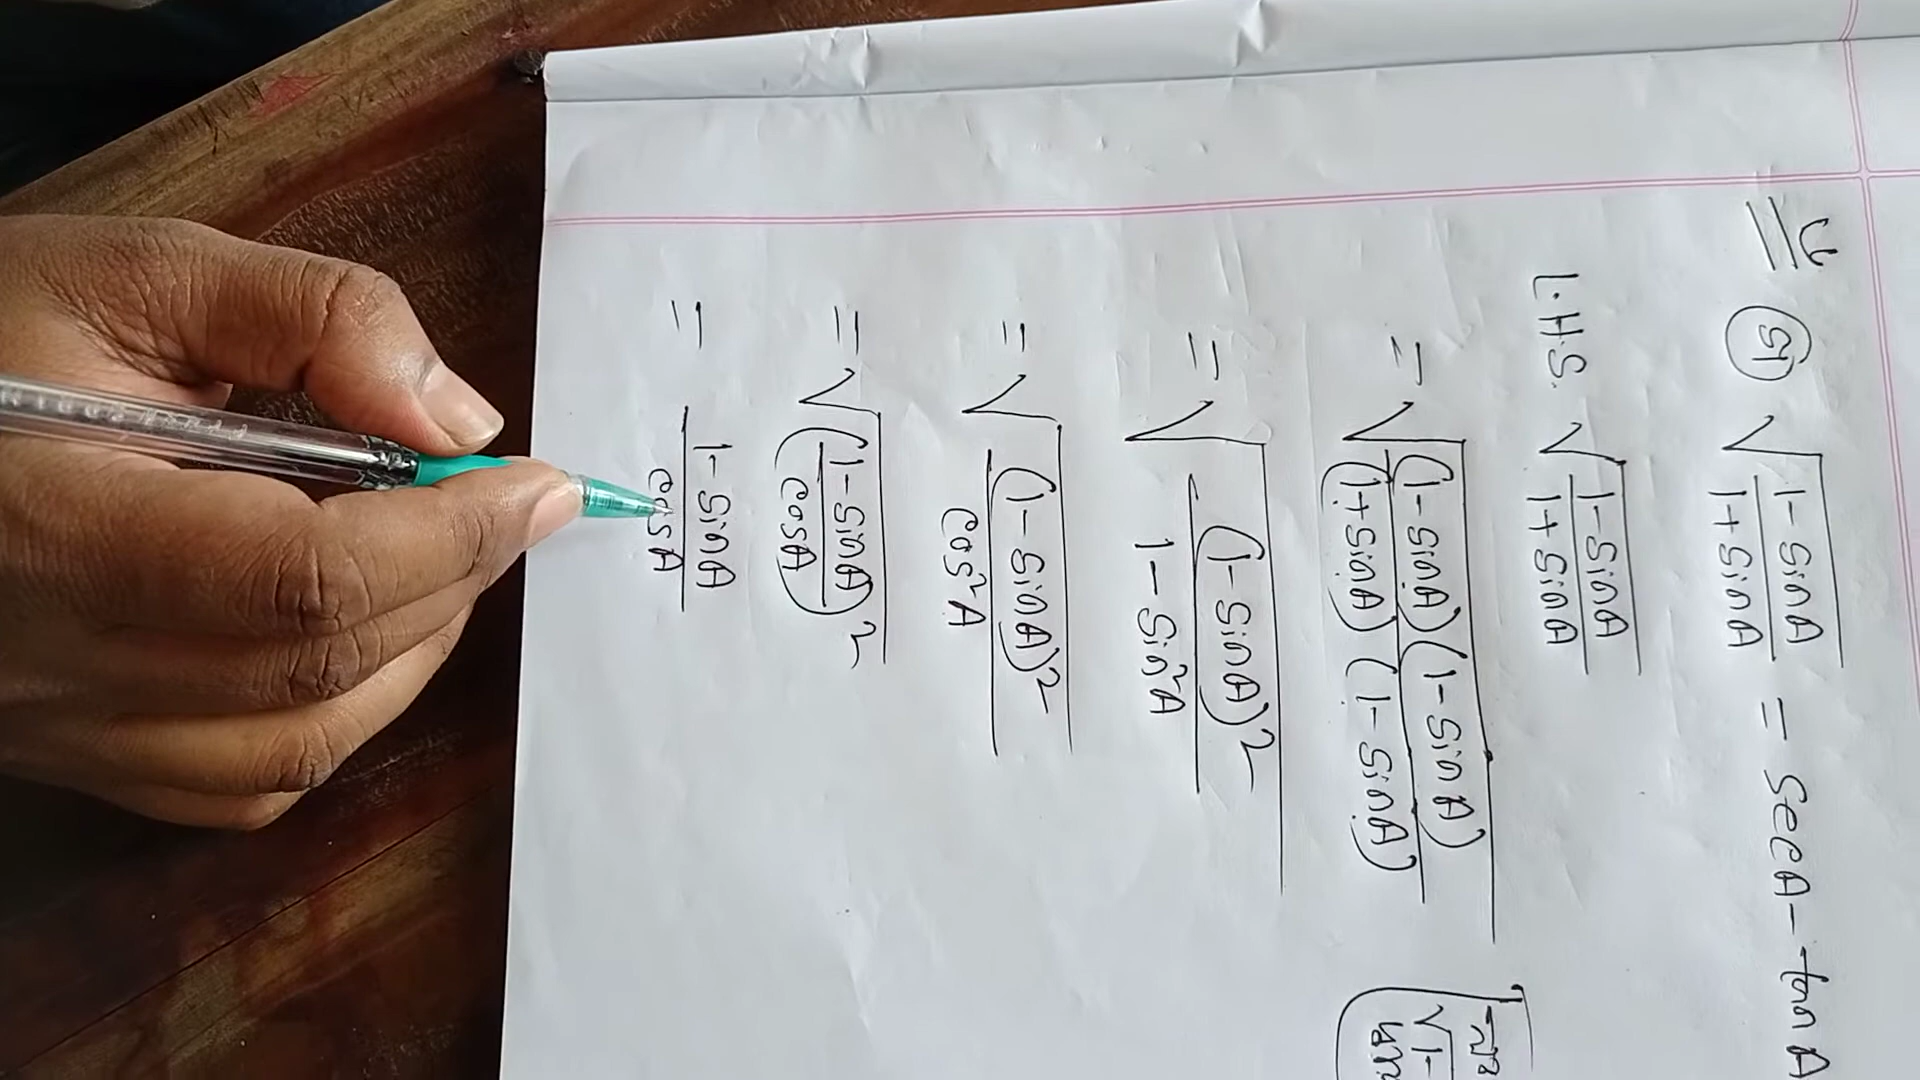 51 √(1-sinA)/(1+sinA) = secA - tanA
L.H.S. √(1-sinA)/(1+sinA)
= √(1-sinA)(1-sinA)/(1+sinA)(1-sinA)
= √(1-sinA)²/1-sin²A
= √(1-sinA)²/cos²A
= √(1-sinA/cosA)²
= 1-sinA/cosA